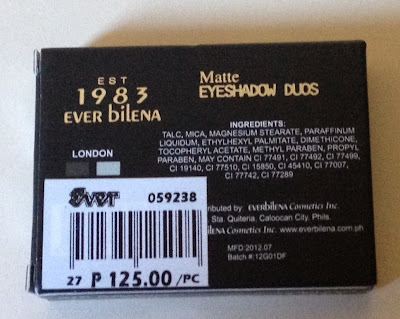 EST
1983
EVER bilENA
Matte
EYESHADOW DUOS
LONDON
INGREDIENTS:
TALC, MICA, MAGNESIUM STEARATE, PARAFFINUM
LIQUIDUM, ETHYLHEXYL PALMITATE, DIMETHICONE,
TOCOPHERYL ACETATE, METHYL PARABEN, PROPYL
PARABEN, MAY CONTAIN CI 77491, CI 77492, CI 77499,
CI 19140, CI 77510, CI 15850, CI 45410, CI 77007,
CI 77742, CI 77289
Ever 059238
27 ₱ 125.00 /PC
tributed by EVERBILENA Cosmetics Inc.
Sta. Quiteria, Caloocan City, Phils.
BILENA Cosmetics Inc. www.everbilena.com.ph
MFD:2012.07
Batch #:12G01DF